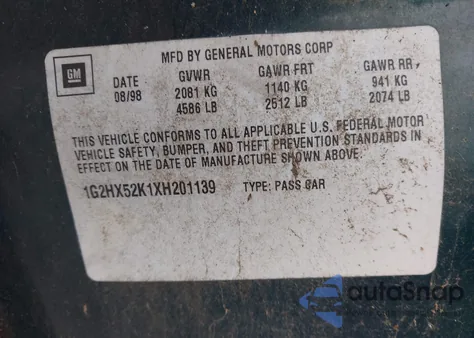 MFD BY GENERAL MOTORS CORP
GM
DATE GVWR GAWR FRT GAWR RR
08/98 2081 KG 1140 KG 941 KG
4586 LB 2512 LB 2074 LB
THIS VEHICLE CONFORMS TO ALL APPLICABLE U.S. FEDERAL MOTOR
VEHICLE SAFETY, BUMPER, AND THEFT PREVENTION STANDARDS IN
EFFECT ON THE DATE OF MANUFACTURE SHOWN ABOVE.
1G2HX52K1XH201139 TYPE: PASS CAR
autoSnap